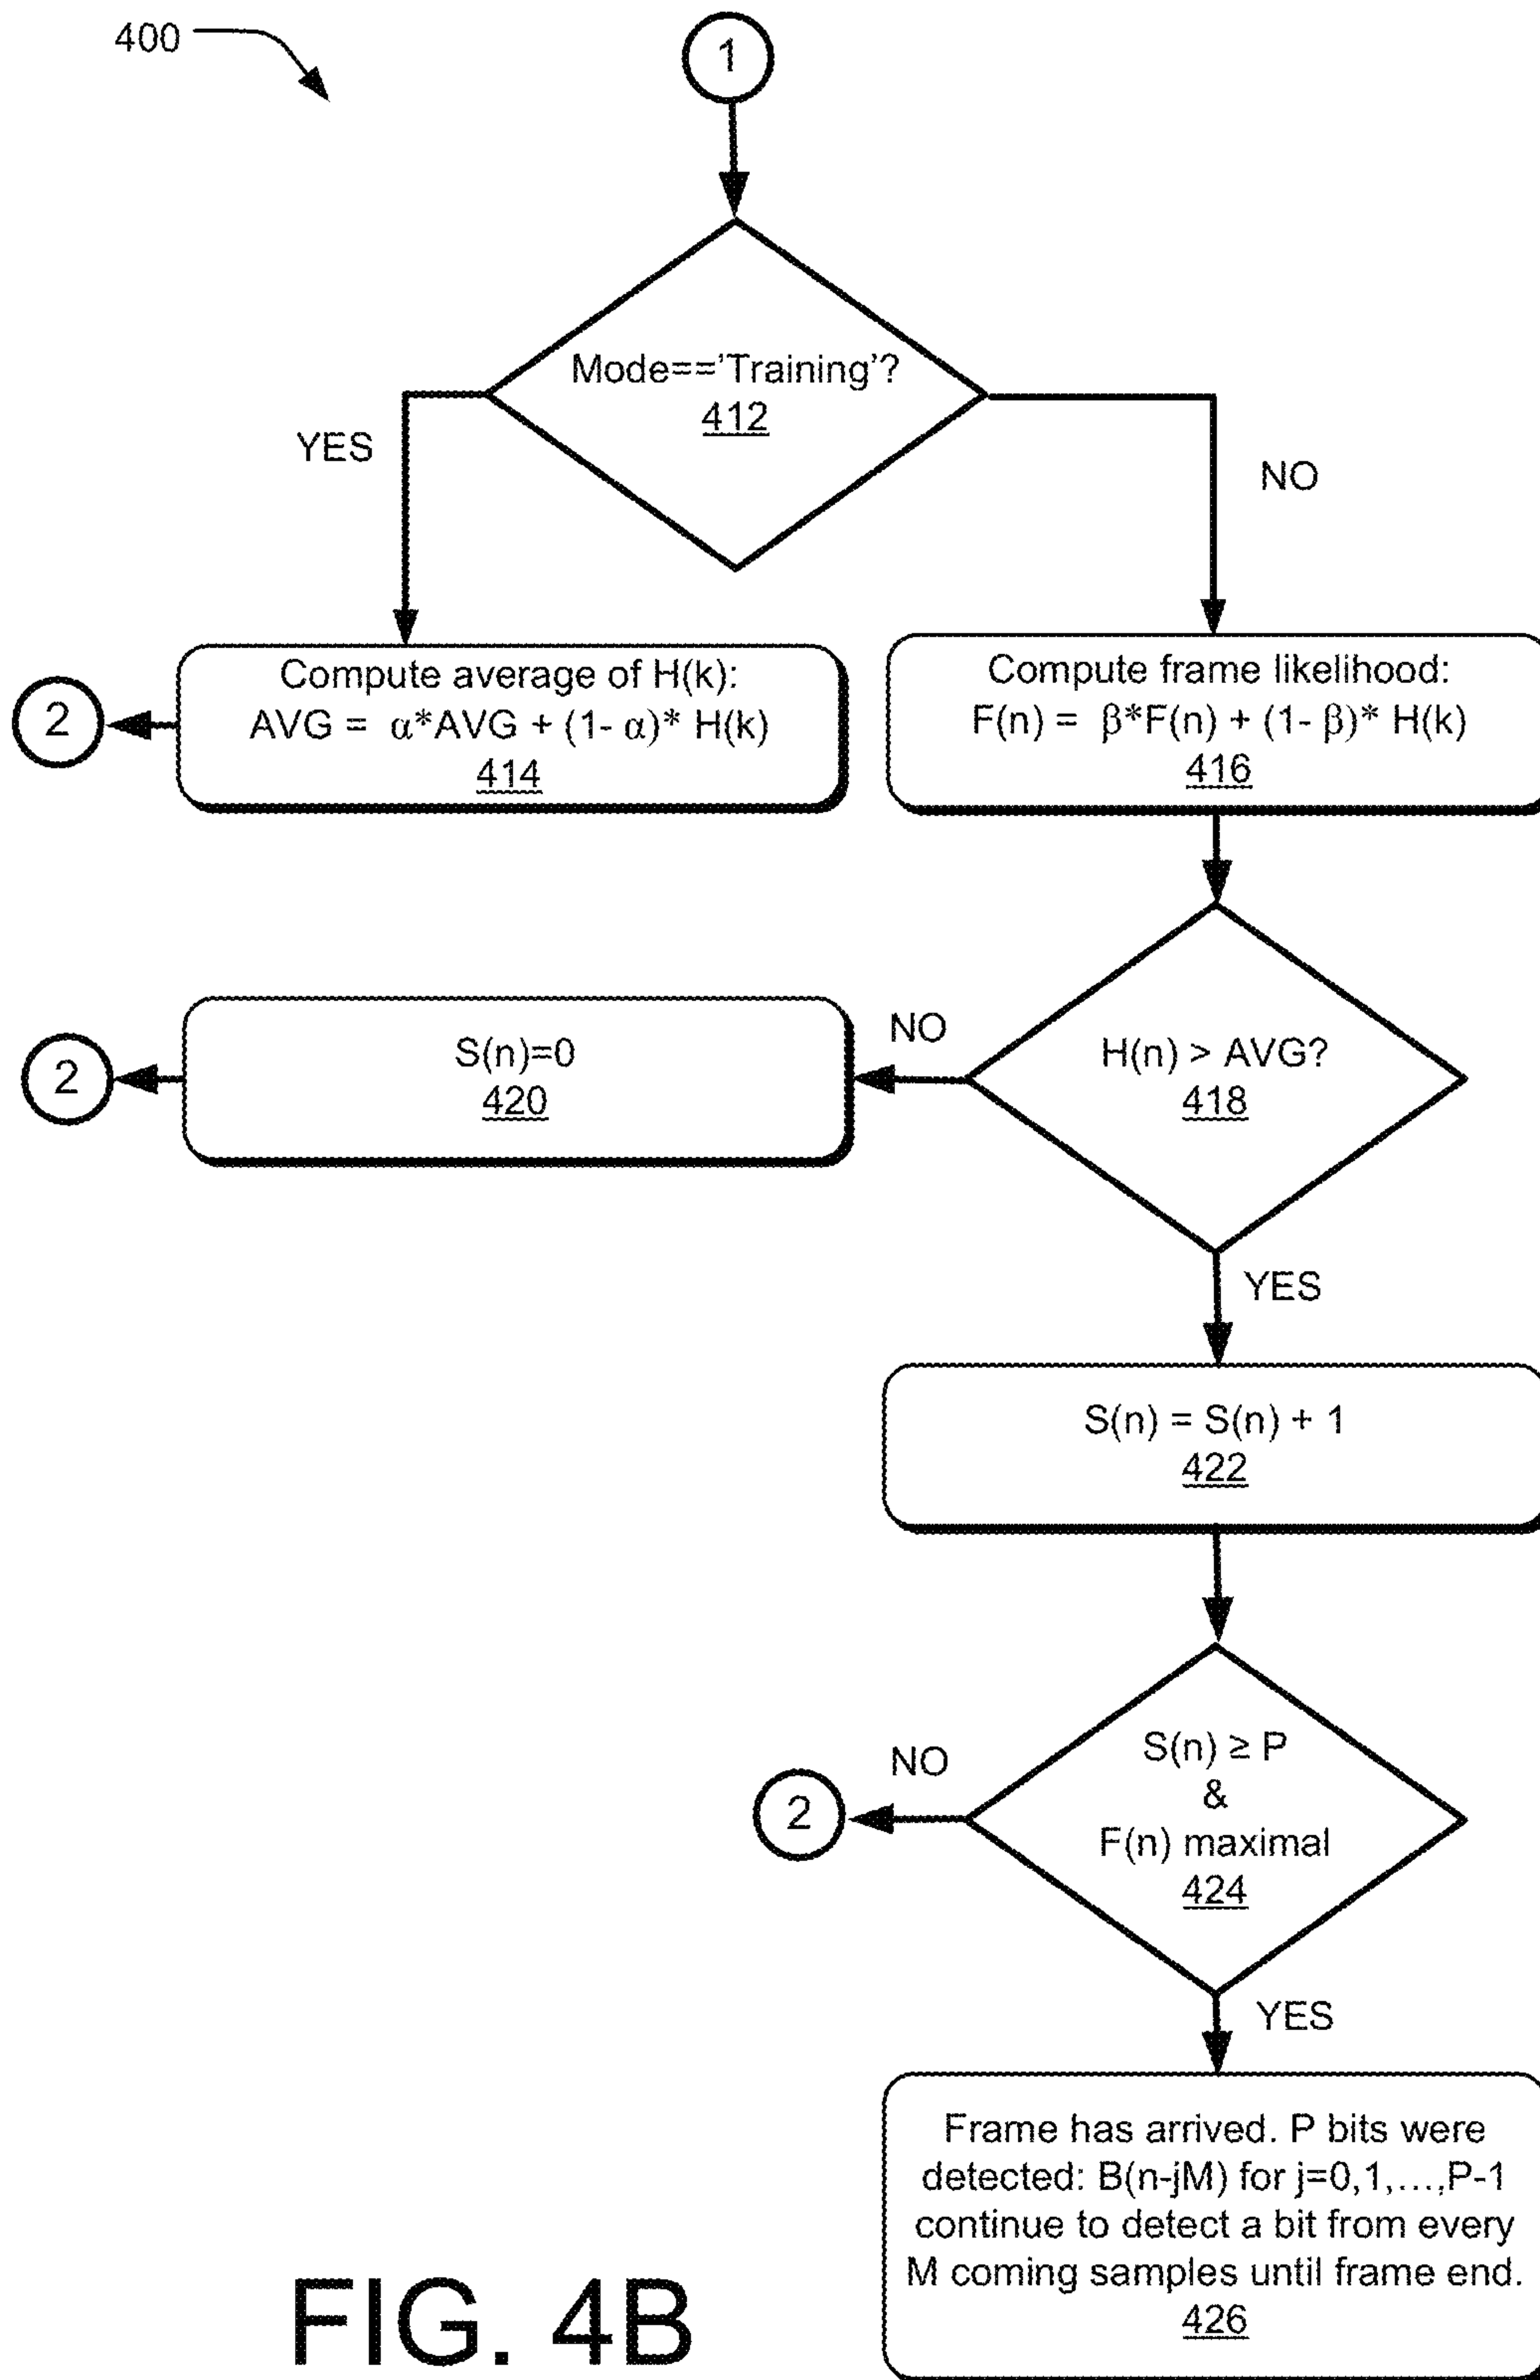 400
1
Mode=='Training'?
412
YES
NO
Compute average of H(k):
AVG = α*AVG + (1- α)* H(k)
414
2
Compute frame likelihood:
F(n) = β*F(n) + (1- β)* H(k)
416
H(n) > AVG?
418
NO
S(n)=0
420
2
YES
S(n) = S(n) + 1
422
S(n) ≥ P
&
F(n) maximal
424
NO
2
YES
Frame has arrived. P bits were
detected: B(n-jM) for j=0,1,...,P-1
continue to detect a bit from every
M coming samples until frame end.
426
FIG. 4B